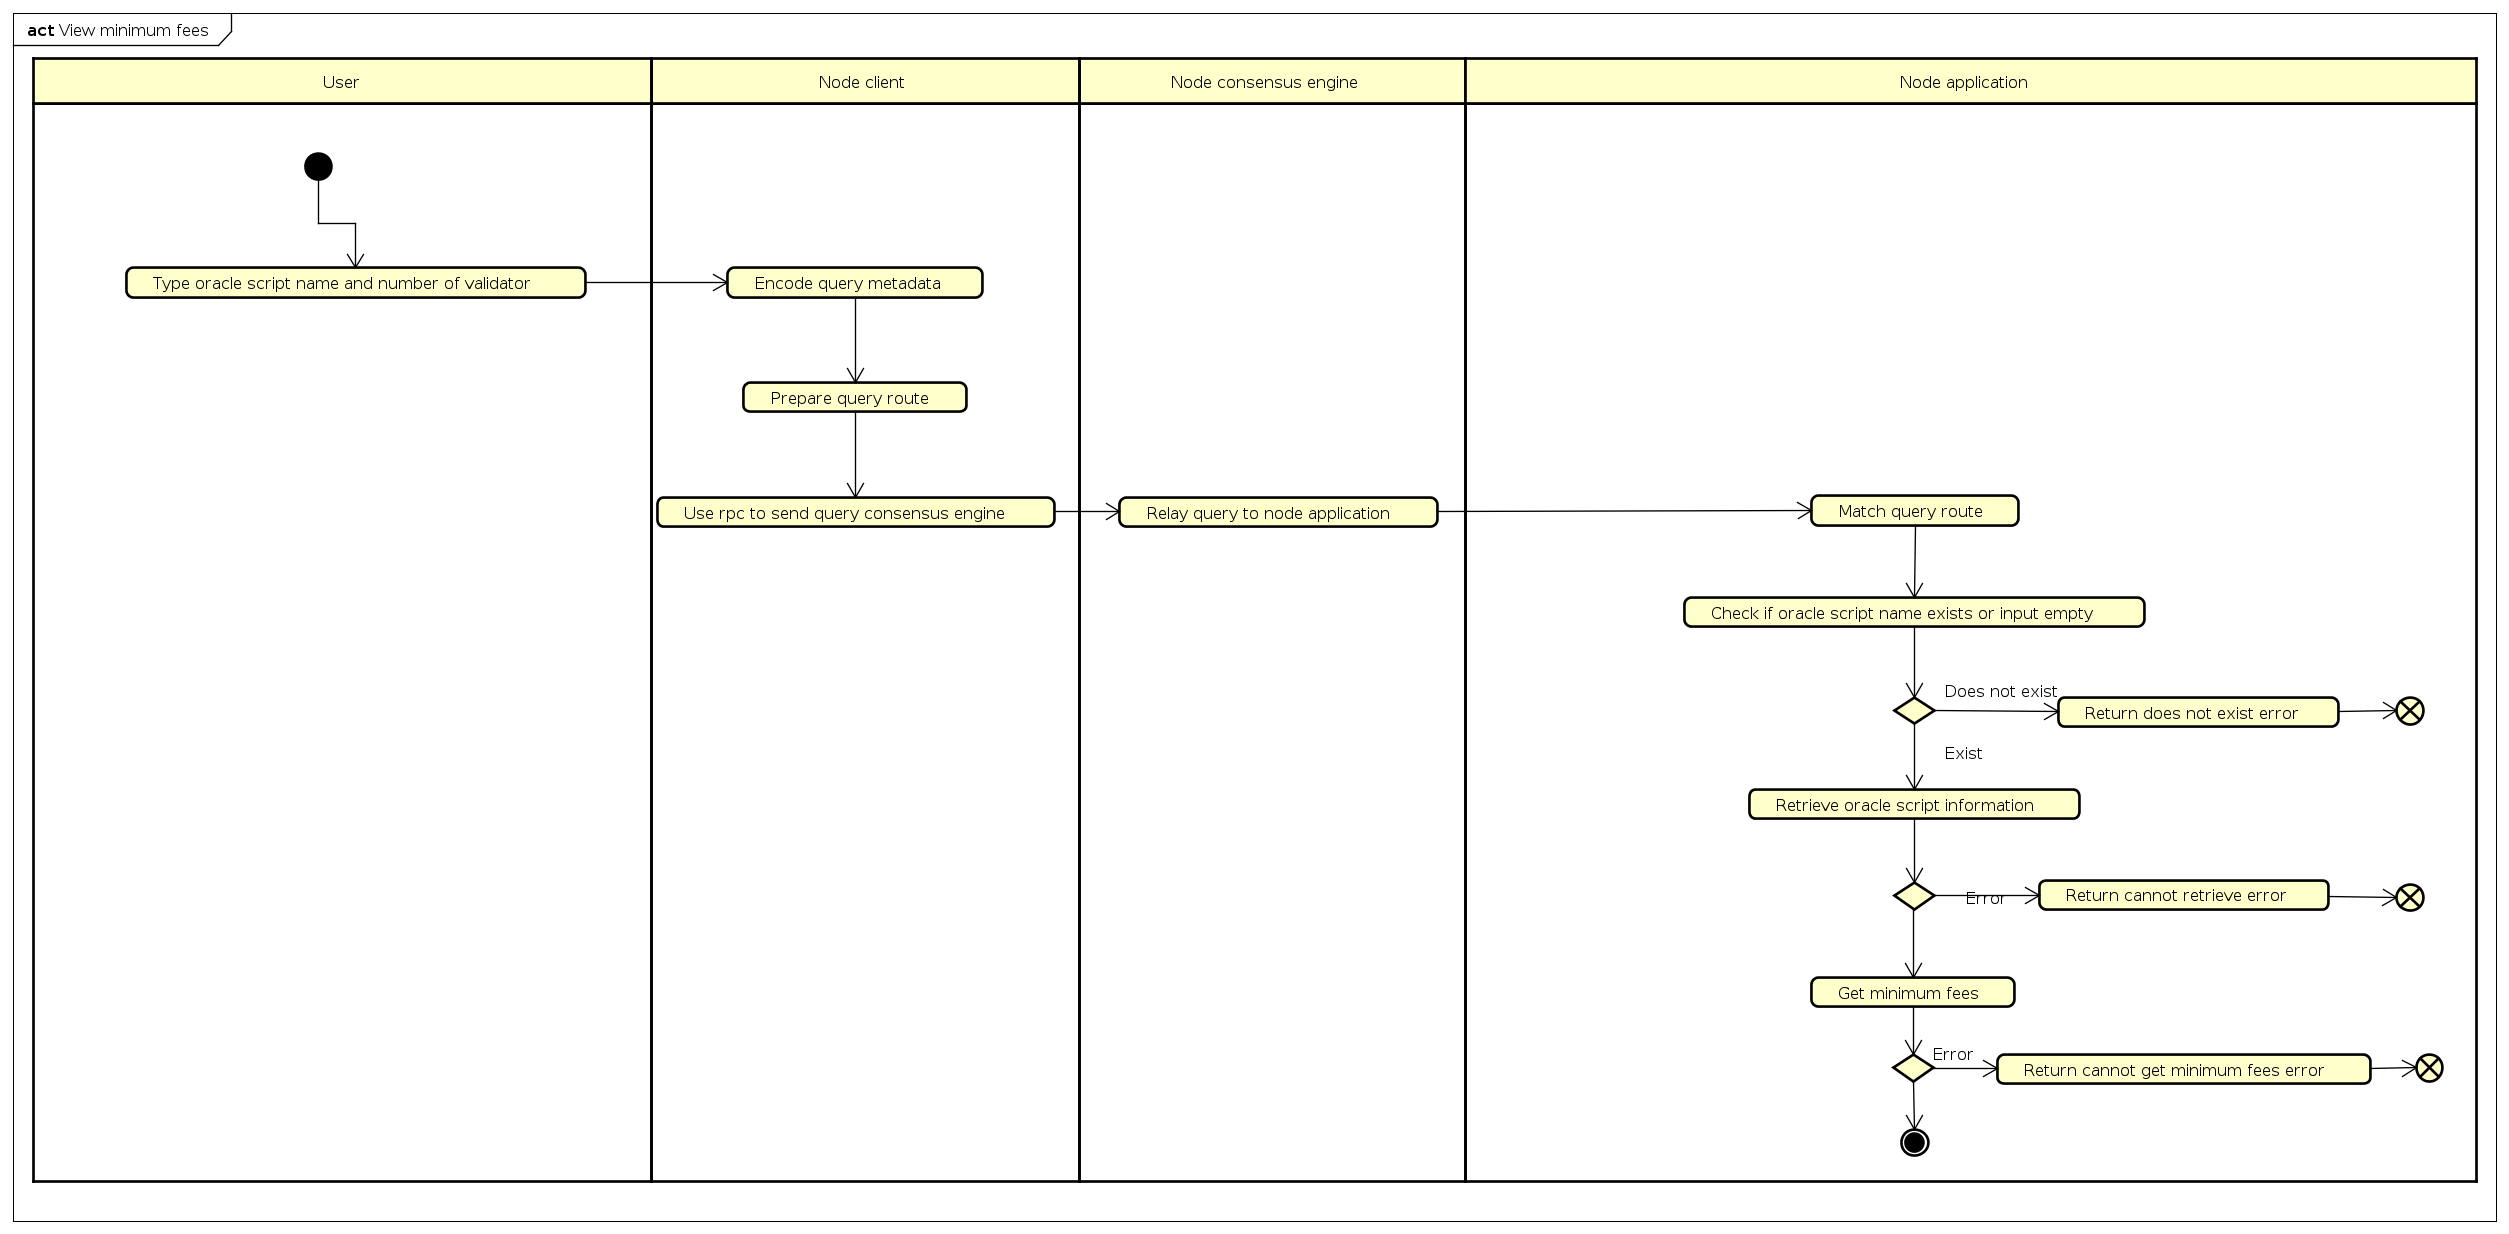 act View minimum fees
User
Node client
Node consensus engine
Node application
Type oracle script name and number of validator
Encode query metadata
Prepare query route
Use rpc to send query consensus engine
Relay query to node application
Match query route
Check if oracle script name exists or input empty
Does not exist
Return does not exist error
Exist
Retrieve oracle script information
Error
Return cannot retrieve error
Get minimum fees
Error
Return cannot get minimum fees error